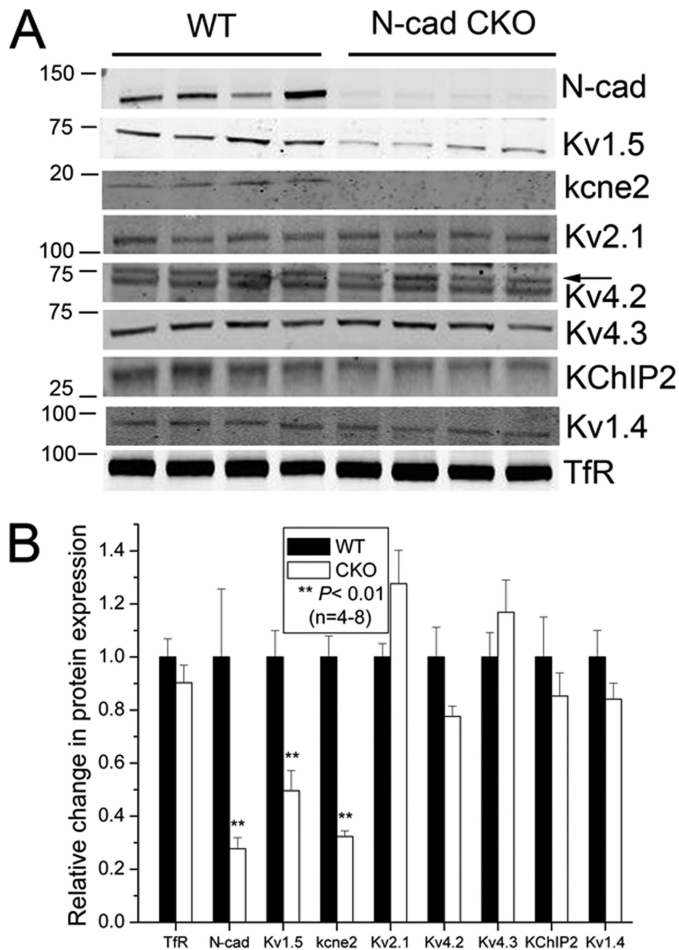 A
WT
N-cad CKO
150
N-cad
75
Kv1.5
20
kcne2
Kv2.1
100
75
Kv4.2
75
Kv4.3
KChIP2
25
100
Kv1.4
100
TfR
B
WT
CKO
** P< 0.01
(n=4-8)
Relative change in protein expression
1.4
1.2
1.0
0.8
0.6
0.4
0.2
0.0
**
**
**
TfR N-cad Kv1.5 kcne2 Kv2.1 Kv4.2 Kv4.3 KChIP2 Kv1.4